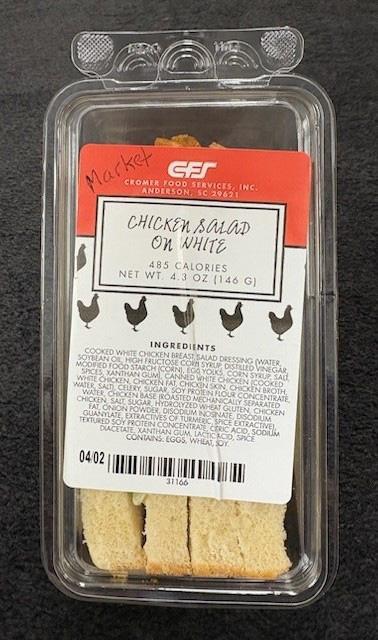 Market
CFS
CROMER FOOD SERVICES, INC.
ANDERSON, SC 29621
CHICKEN SALAD
ON WHITE
485 CALORIES
NET WT. 4.3 OZ (146 G)
INGREDIENTS
COOKED WHITE CHICKEN BREAST, SALAD DRESSING (WATER,
SOYBEAN OIL, HIGH FRUCTOSE CORN SYRUP, DISTILLED VINEGAR,
MODIFIED FOOD STARCH (CORN), EGG YOLKS, CORN SYRUP, SALT,
SPICES, XANTHAN GUM), CANNED WHITE CHICKEN (COOKED
WHITE CHICKEN, CHICKEN FAT, CHICKEN SKIN, CHICKEN BROTH,
WATER, SALT), CELERY, SUGAR, SOY PROTEIN FLOUR CONCENTRATE,
WATER, CHICKEN BASE (ROASTED MECHANICALLY SEPARATED
CHICKEN, SALT, SUGAR, HYDROLYZED WHEAT GLUTEN, CHICKEN
FAT, ONION POWDER, DISODIUM INOSINATE, DISODIUM
GUANYLATE, EXTRACTIVES OF TURMERIC, SPICE EXTRACTIVE),
TEXTURED SOY PROTEIN CONCENTRATE, CITRIC ACID, SODIUM
DIACETATE, XANTHAN GUM, LACTIC ACID, SPICE
CONTAINS: EGGS, WHEAT, SOY.
04/02
31166